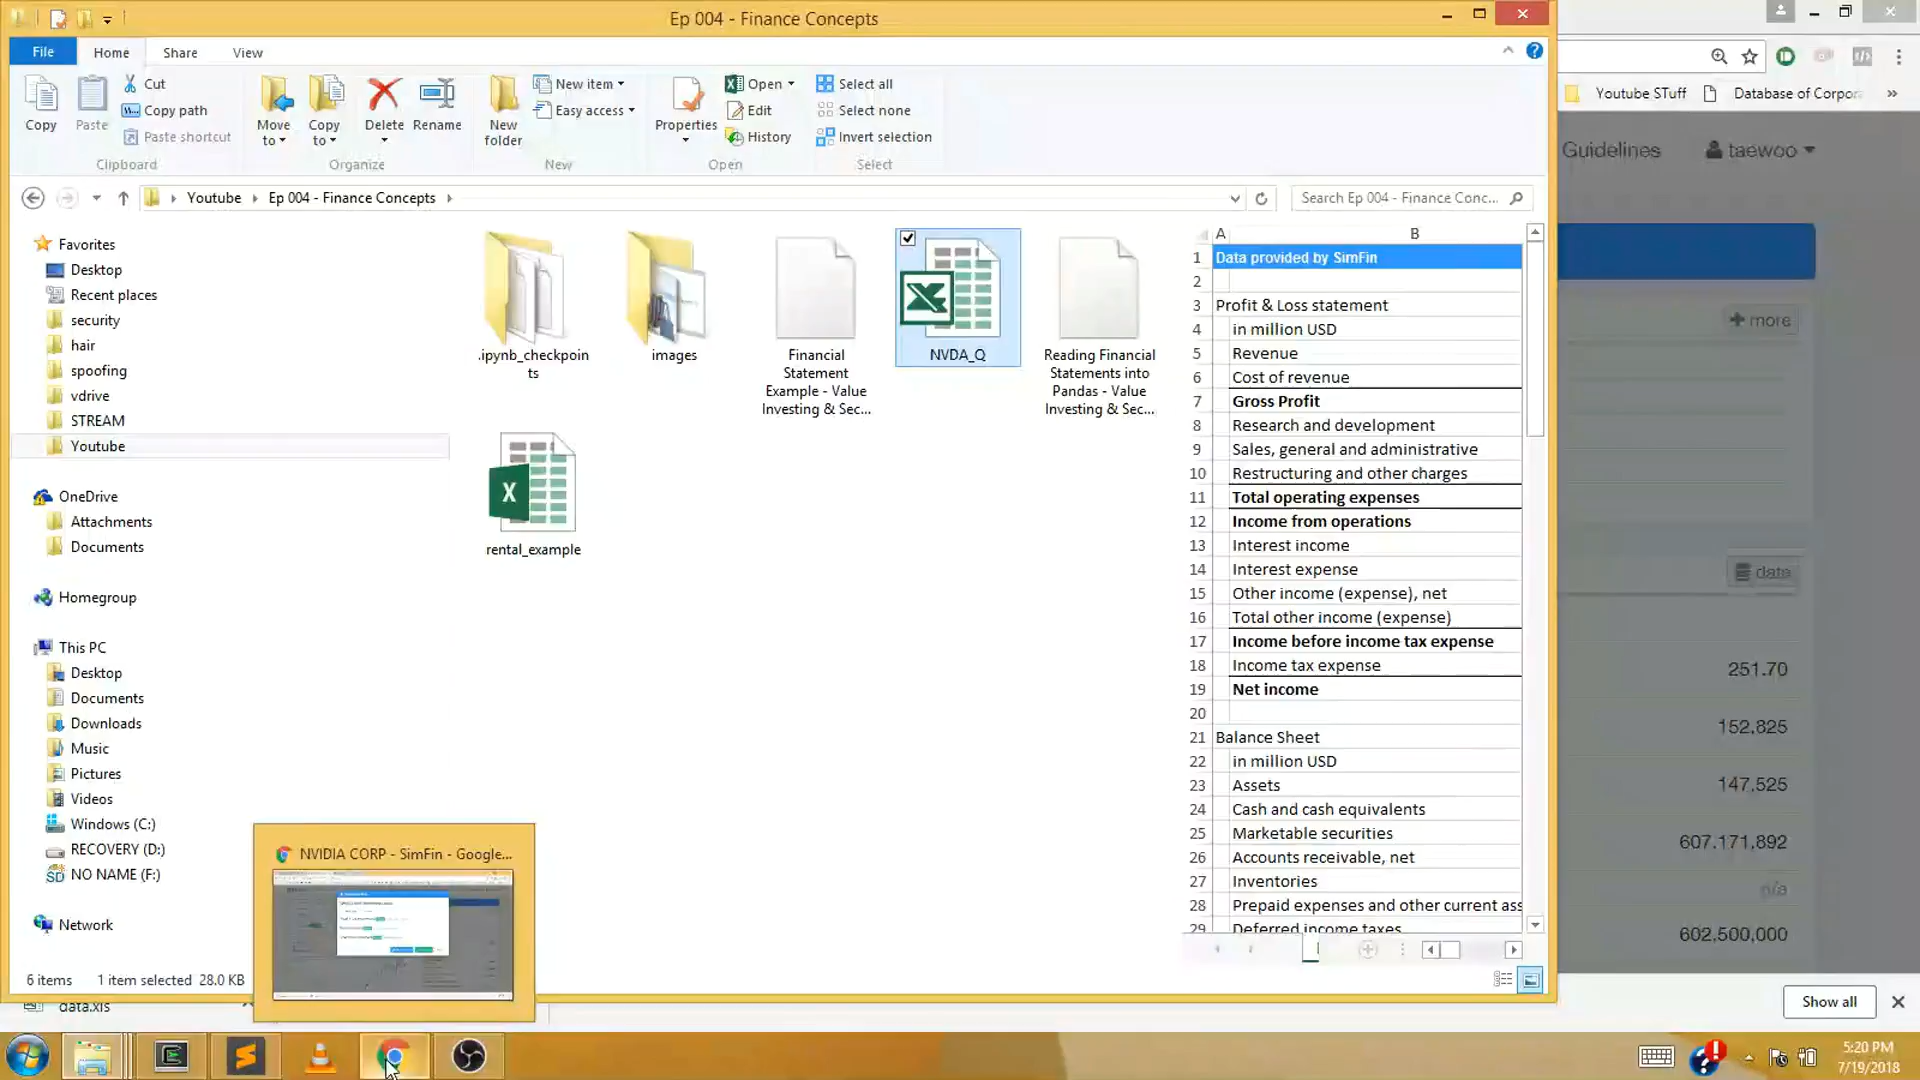 Ep 004 - Finance Concepts
File
Home
Share
View
Copy
Paste
Cut
Copy path
Paste shortcut
Clipboard
Move to
Copy to
Delete
Rename
Organize
New folder
New item
Easy access
New
Properties
Open
Edit
History
Open
Select all
Select none
Invert selection
Select
Youtube
Ep 004 - Finance Concepts
Search Ep 004 - Finance Conc...
Favorites
Desktop
Recent places
security
hair
spoofing
vdrive
STREAM
Youtube
OneDrive
Attachments
Documents
Homegroup
This PC
Desktop
Documents
Downloads
Music
Pictures
Videos
Windows (C:)
RECOVERY (D:)
NO NAME (F:)
Network
.ipynb_checkpoi
nts
images
Financial
Statement
Example - Value
Investing & Sec...
NVDA_Q
Reading Financial
Statements into
Pandas - Value
Investing & Sec...
rental_example
A B
1 Data provided by SimFin
2
3 Profit & Loss statement
4 in million USD
5 Revenue
6 Cost of revenue
7 Gross Profit
8 Research and development
9 Sales, general and administrative
10 Restructuring and other charges
11 Total operating expenses
12 Income from operations
13 Interest income
14 Interest expense
15 Other income (expense), net
16 Total other income (expense)
17 Income before income tax expense
18 Income tax expense
19 Net income
20
21 Balance Sheet
22 in million USD
23 Assets
24 Cash and cash equivalents
25 Marketable securities
26 Accounts receivable, net
27 Inventories
28 Prepaid expenses and other current ass
29 Deferred income taxes
Youtube STuff
Database of Corpora
»
Guidelines
taewoo
+ more
data
251.70
152,825
147,525
607,171,892
n/a
602,500,000
NVIDIA CORP - SimFin - Google...
6 items 1 item selected 28.0 KB
data.xls
Show all
5:20 PM
7/19/2018